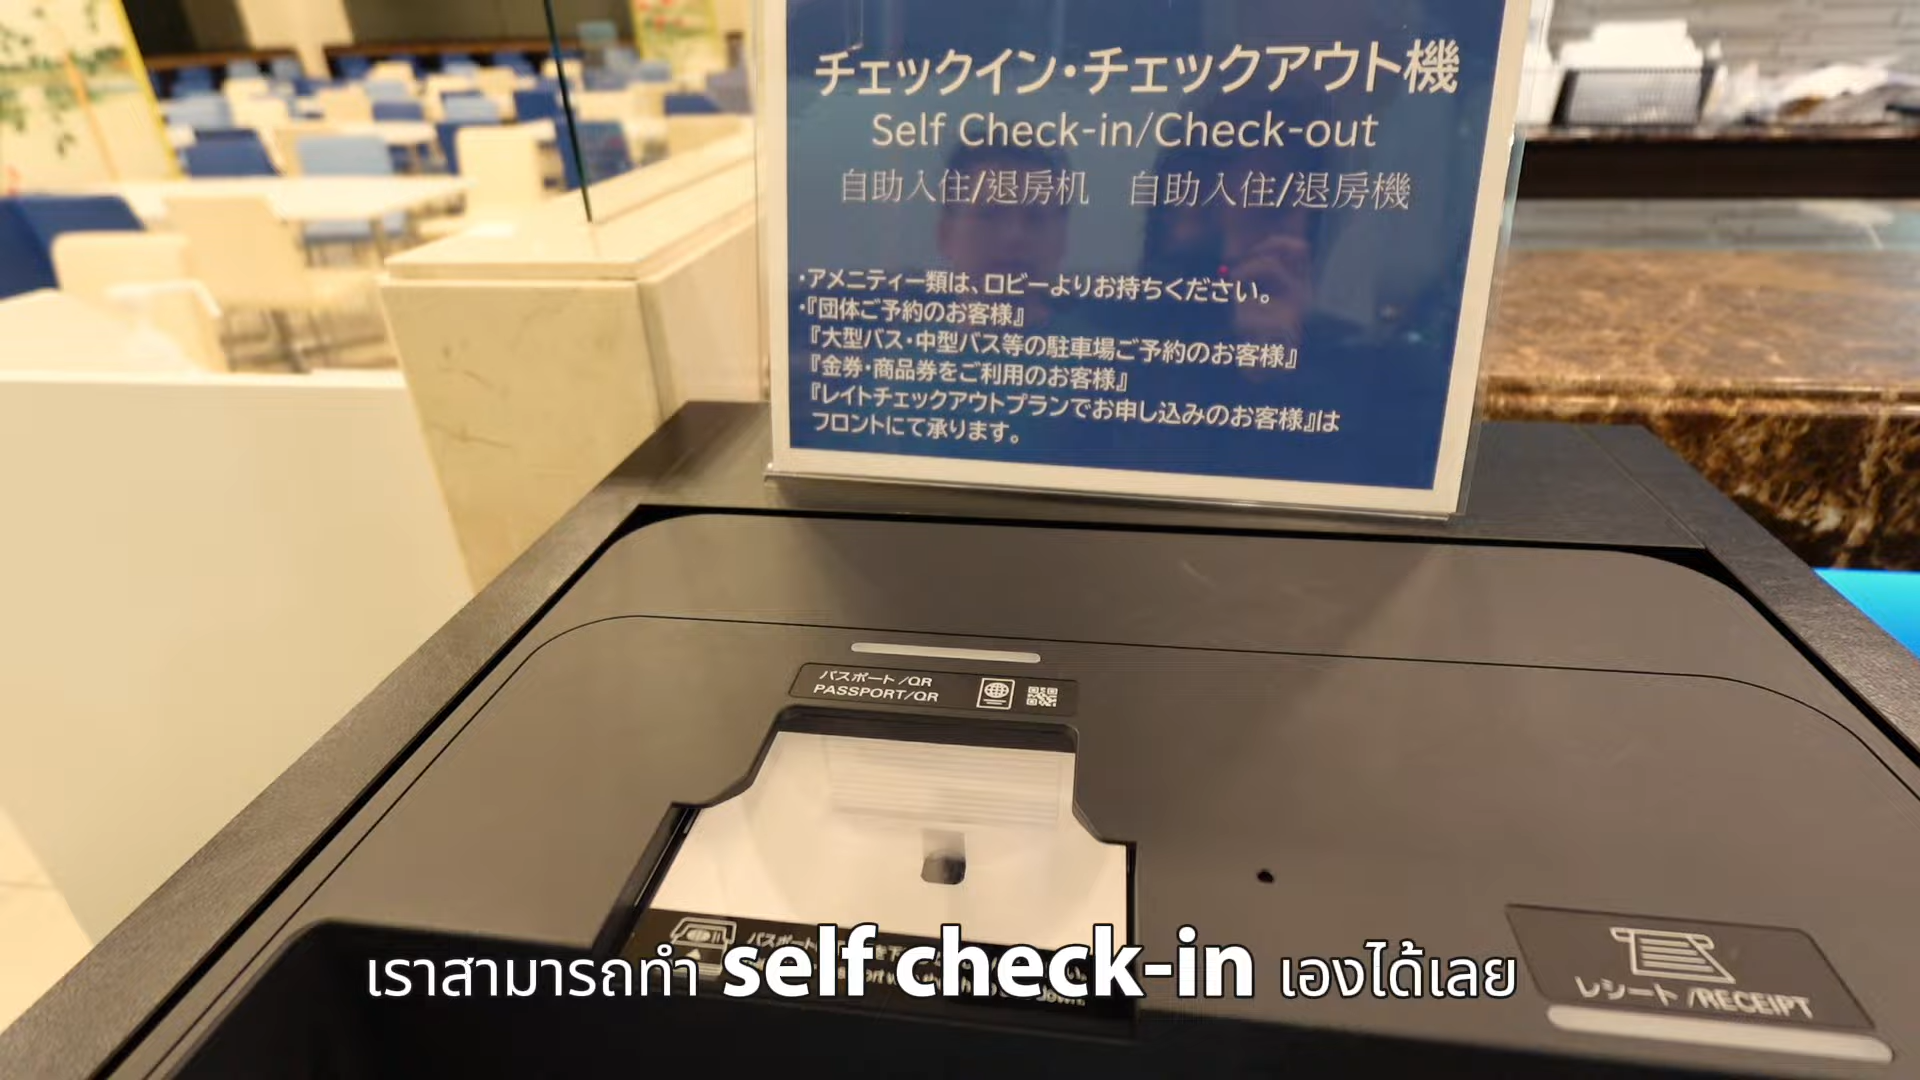 チェックイン・チェックアウト機
Self Check-in/Check-out
自助入住/退房机 自助入住/退房機
・アメニティー類は、ロビーよりお持ちください。
・『団体ご予約のお客様』
『大型バス・中型バス等の駐車場ご予約のお客様』
『金券・商品券をご利用のお客様』
『レイトチェックアウトプランでお申し込みのお客様』は
フロントにて承ります。
パスポート/QR
PASSPORT/QR
เราสามารถทำ self check-in เองได้เลย
レシート/RECEIPT